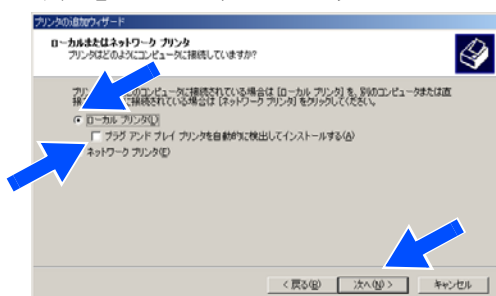 プリンタの追加ウィザード
ローカルまたはネットワーク プリンタ
プリンタはどのようにコンピュータに接続していますか?
コンピュータに接続されている場合は [ローカル プリンタ] を、別のコンピュータまたは直
接続されている場合は [ネットワーク プリンタ] をクリックしてください。
ローカル プリンタ(L)
プラグ アンド プレイ プリンタを自動的に検出してインストールする(A)
ネットワーク プリンタ(E)
< 戻る(B)
次へ(N) >
キャンセル